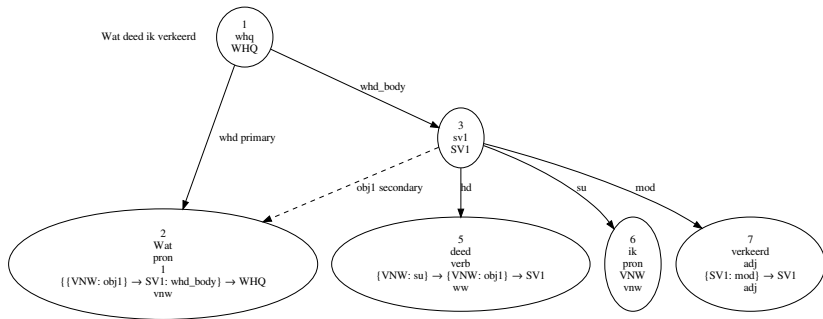 Wat deed ik verkeerd
1
whq
WHQ
whd_body
whd primary
3
sv1
SV1
obj1 secondary
hd
su
mod
2
Wat
pron
1
{{VNW: obj1} → SV1: whd_body} → WHQ
vnw
5
deed
verb
{VNW: su} → {VNW: obj1} → SV1
ww
6
ik
pron
VNW
vnw
7
verkeerd
adj
{SV1: mod} → SV1
adj